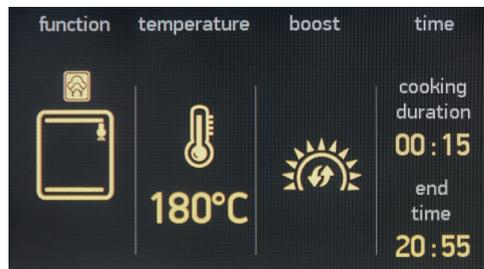 function temperature boost time
cooking
duration
00:15
180°C
end
time
20:55